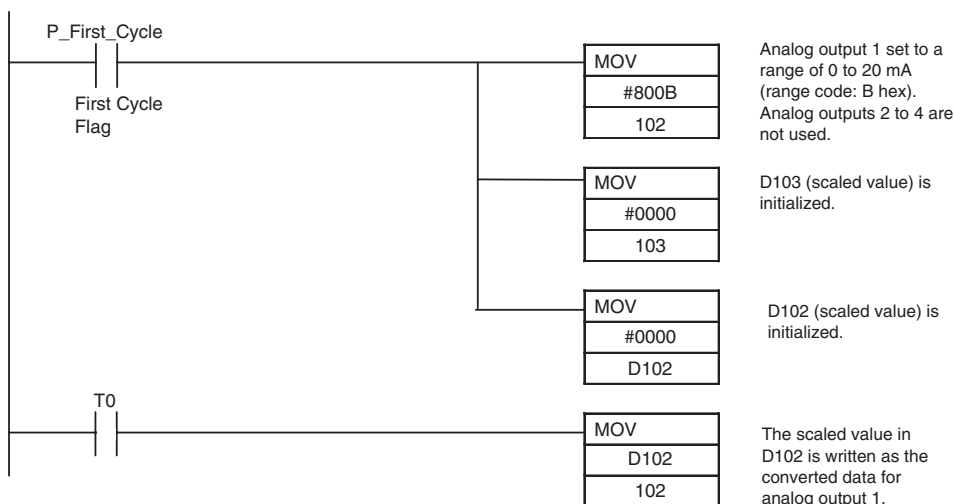 P_First_Cycle
First Cycle
Flag
MOV
#800B
102
Analog output 1 set to a
range of 0 to 20 mA
(range code: B hex).
Analog outputs 2 to 4 are
not used.
MOV
#0000
103
D103 (scaled value) is
initialized.
MOV
#0000
D102
D102 (scaled value) is
initialized.
T0
MOV
D102
102
The scaled value in
D102 is written as the
converted data for
analog output 1.